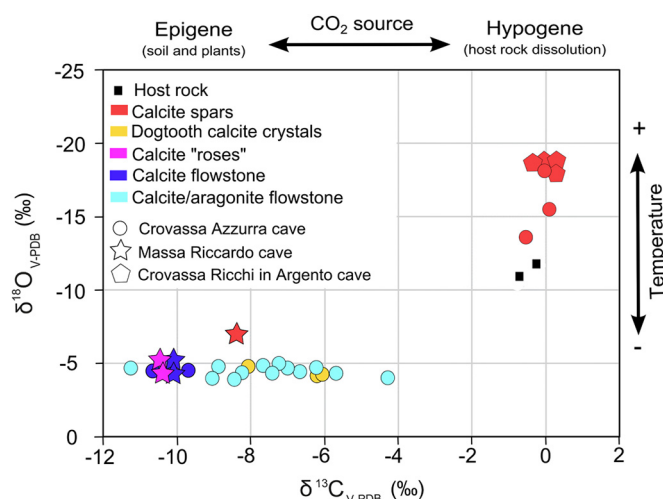 Epigene
(soil and plants)
CO2 source
Hypogene
(host rock dissolution)
-25
-20
-15
-10
-5
0
δ18O V-PDB (‰)
Host rock
Calcite spars
Dogtooth calcite crystals
Calcite "roses"
Calcite flowstone
Calcite/aragonite flowstone
Crovassa Azzurra cave
Massa Riccardo cave
Crovassa Ricchi in Argento cave
+
Temperature
-
-12
-10
-8
-6
-4
-2
0
2
δ13C V-PDB (‰)